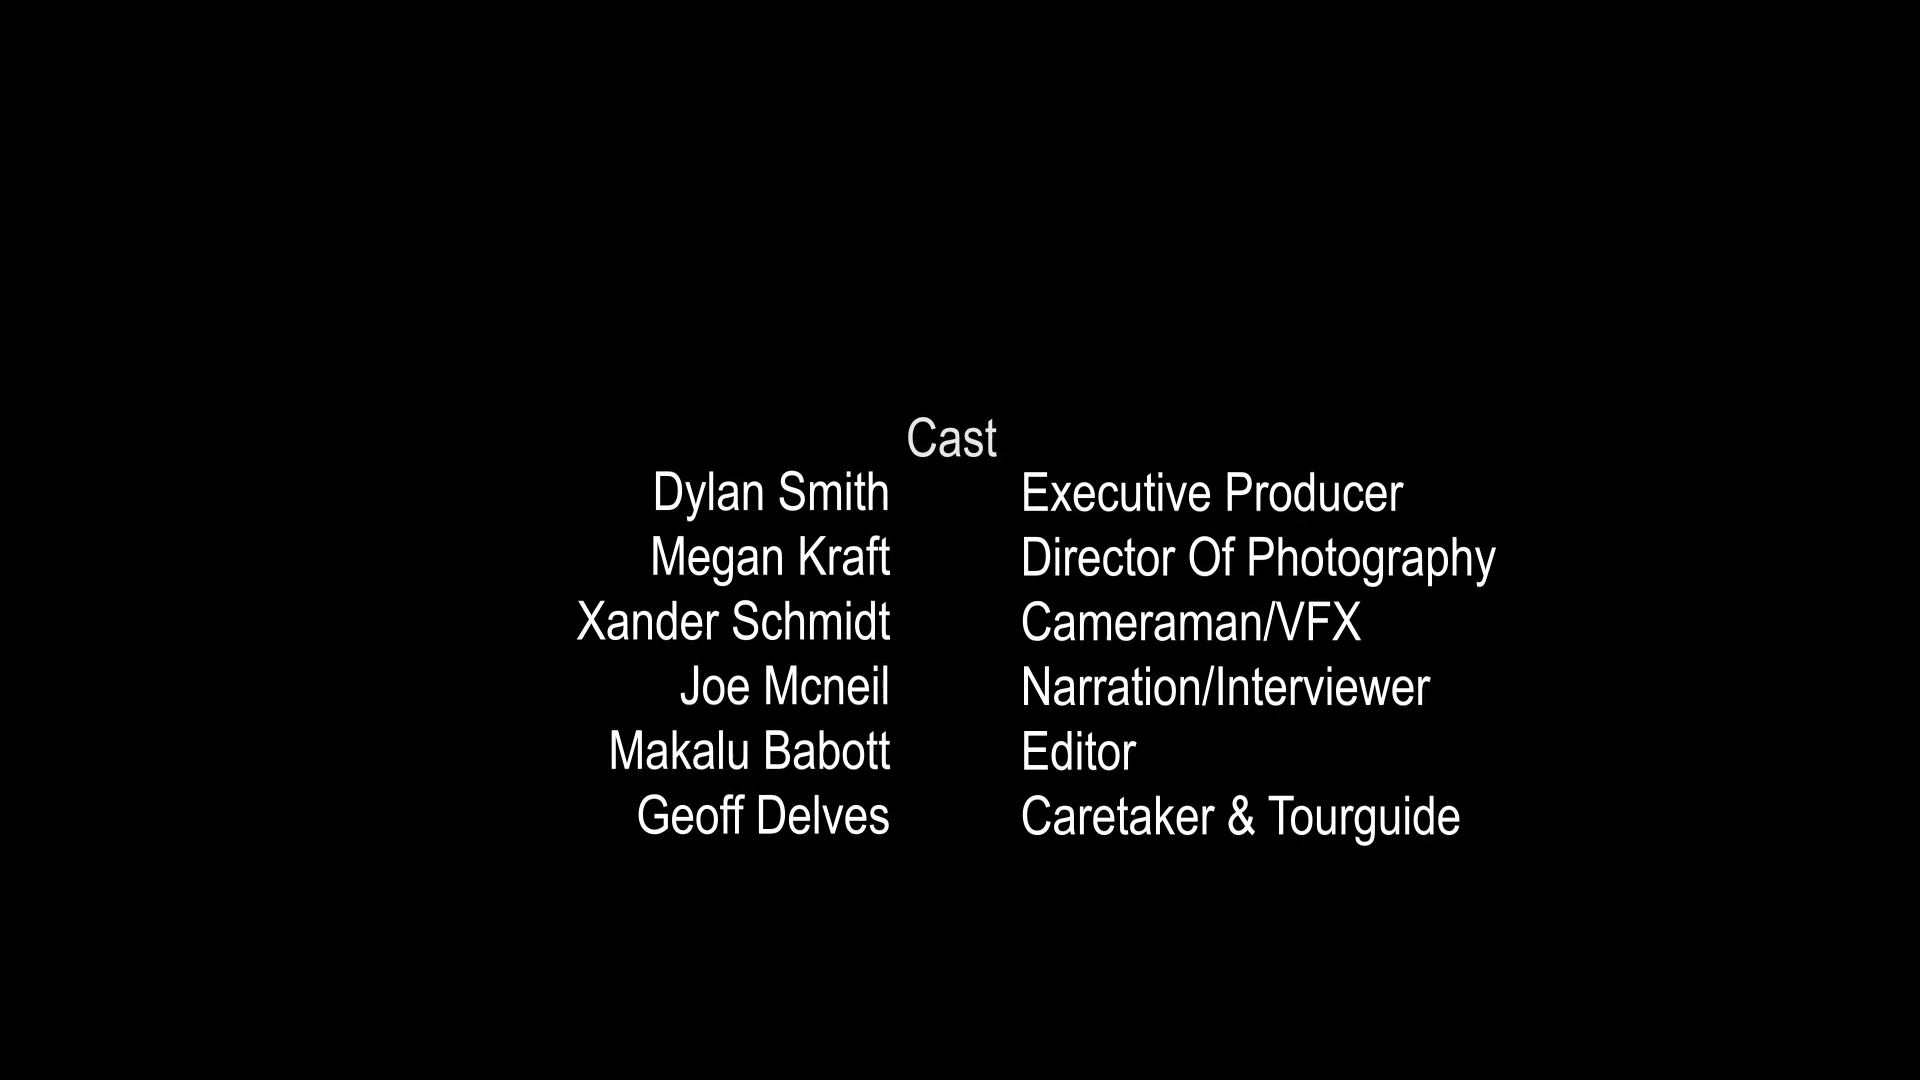 Cast
Dylan Smith Executive Producer
Megan Kraft Director Of Photography
Xander Schmidt Cameraman/VFX
Joe Mcneil Narration/Interviewer
Makalu Babott Editor
Geoff Delves Caretaker & Tourguide